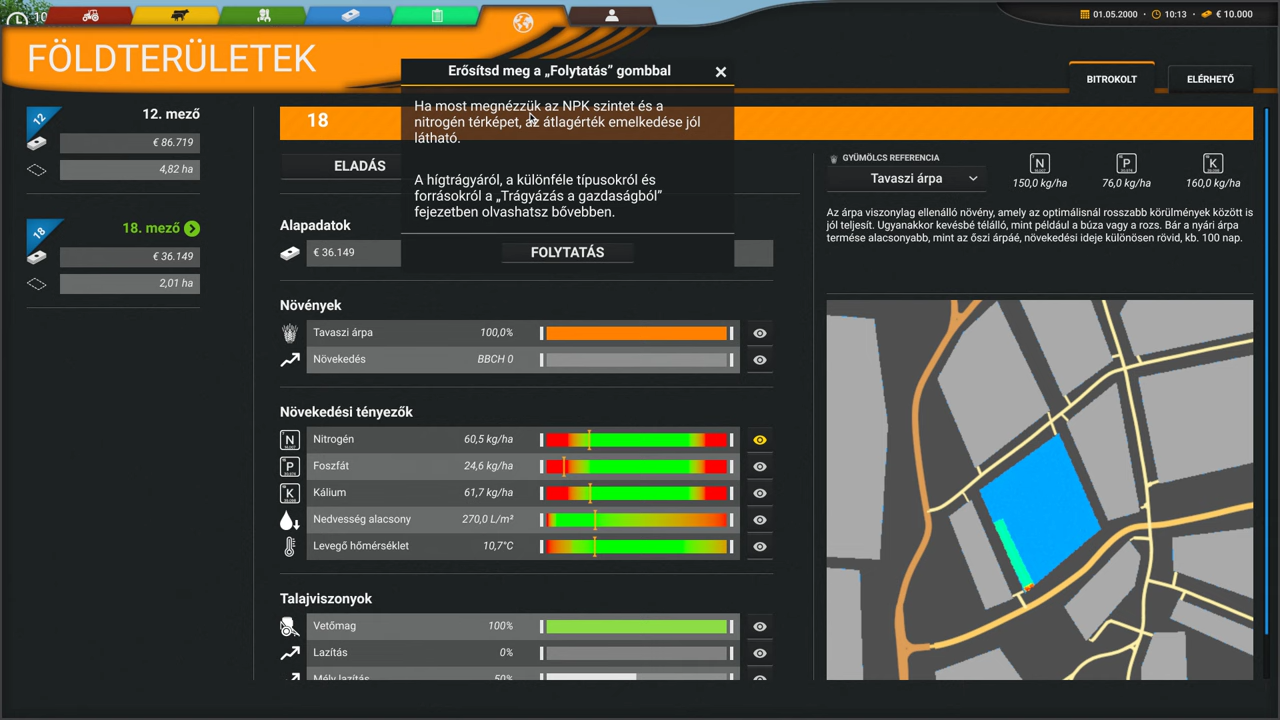 10
01.05.2000
10:13
€ 10.000
FÖLDTERÜLETEK
BITROKOLT
ELÉRHETŐ
Erősítsd meg a „Folytatás” gombbal
Ha most megnézzük az NPK szintet és a
nitrogén térképet, az átlagérték emelkedése jól
látható.
A hígtrágyáról, a különféle típusokról és
forrásokról a „Trágyázás a gazdaságból”
fejezetben olvashatsz bővebben.
FOLYTATÁS
12
12. mező
€ 86.719
4,82 ha
18
18. mező
€ 36.149
2,01 ha
18
ELADÁS
Alapadatok
€ 36.149
Növények
Tavaszi árpa 100,0%
Növekedés BBCH 0
Növekedési tényezők
N Nitrogén 60,5 kg/ha
P Foszfát 24,6 kg/ha
K Kálium 61,7 kg/ha
Nedvesség alacsony 270,0 L/m²
Levegő hőmérséklet 10,7°C
Talajviszonyok
Vetőmag 100%
Lazítás 0%
Mély lazítás 50%
GYÜMÖLCS REFERENCIA
Tavaszi árpa
N P K
150,0 kg/ha 76,0 kg/ha 160,0 kg/ha
Az árpa viszonylag ellenálló növény, amely az optimálisnál rosszabb körülmények között is
jól teljesít. Ugyanakkor kevésbé télálló, mint például a búza vagy a rozs. Bár a nyári árpa
termése alacsonyabb, mint az őszi árpáé, növekedési ideje különösen rövid, kb. 100 nap.